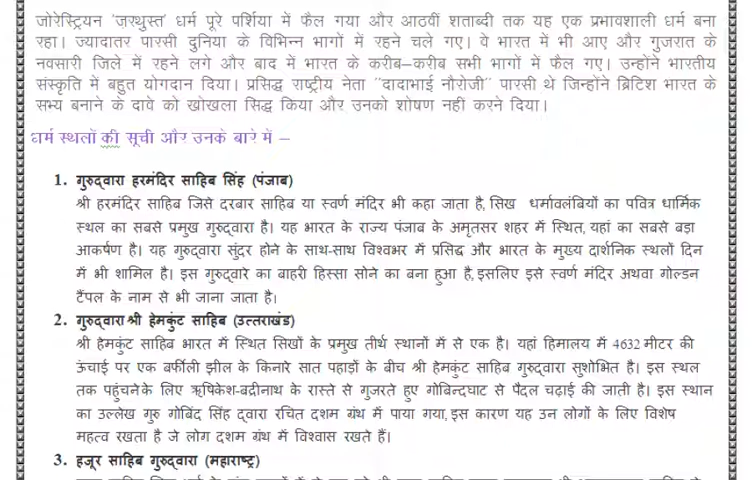 जोरेस्ट्रियन 'ज़रथुस्त' धर्म पूरे पर्शिया में फैल गया और आठवीं शताब्दी तक यह एक प्रभावशाली धर्म बना
रहा। ज्यादातर पारसी दुनिया के विभिन्न भागों में रहने चले गए। वे भारत में भी आए और गुजरात के
नवसारी जिले में रहने लगे और बाद में भारत के करीब–करीब सभी भागों में फैल गए। उन्होंने भारतीय
संस्कृति में बहुत योगदान दिया। प्रसिद्ध राष्ट्रीय नेता ''दादाभाई नौरोजी'' पारसी थे जिन्होंने ब्रिटिश भारत के
सभ्य बनाने के दावे को खोखला सिद्ध किया और उनको शोषण नहीं करने दिया।
धर्म स्थलों की सूची और उनके बारे में –
1. गुरुद्वारा हरमंदिर साहिब सिंह (पंजाब)
श्री हरमंदिर साहिब जिसे दरबार साहिब या स्वर्ण मंदिर भी कहा जाता है, सिख धर्मावलंबियों का पवित्र धार्मिक
स्थल का सबसे प्रमुख गुरुद्वारा है। यह भारत के राज्य पंजाब के अमृतसर शहर में स्थित, यहां का सबसे बड़ा
आकर्षण है। यह गुरुद्वारा सुंदर होने के साथ-साथ विश्वभर में प्रसिद्ध और भारत के मुख्य दार्शनिक स्थलों दिन
में भी शामिल है। इस गुरुद्वारे का बाहरी हिस्सा सोने का बना हुआ है, इसलिए इसे स्वर्ण मंदिर अथवा गोल्डन
टैंपल के नाम से भी जाना जाता है।
2. गुरुद्वारा श्री हेमकुंट साहिब (उत्तराखंड)
श्री हेमकुंट साहिब भारत में स्थित सिखों के प्रमुख तीर्थ स्थानों में से एक है। यहां हिमालय में 4632 मीटर की
ऊंचाई पर एक बर्फीली झील के किनारे सात पहाड़ों के बीच श्री हेमकुंट साहिब गुरुद्वारा सुशोभित है। इस स्थल
तक पहुंचनेके लिए ऋषिकेश-बद्रीनाथ के रास्ते से गुजरते हुए गोबिन्दघाट से पैदल चढ़ाई की जाती है। इस स्थान
का उल्लेख गुरु गोबिंद सिंह द्वारा रचित दशम ग्रंथ में पाया गया, इस कारण यह उन लोगों के लिए विशेष
महत्व रखता है जे लोग दशम ग्रंथ में विश्वास रखते हैं।
3. हजूर साहिब गुरुद्वारा (महाराष्ट्र)